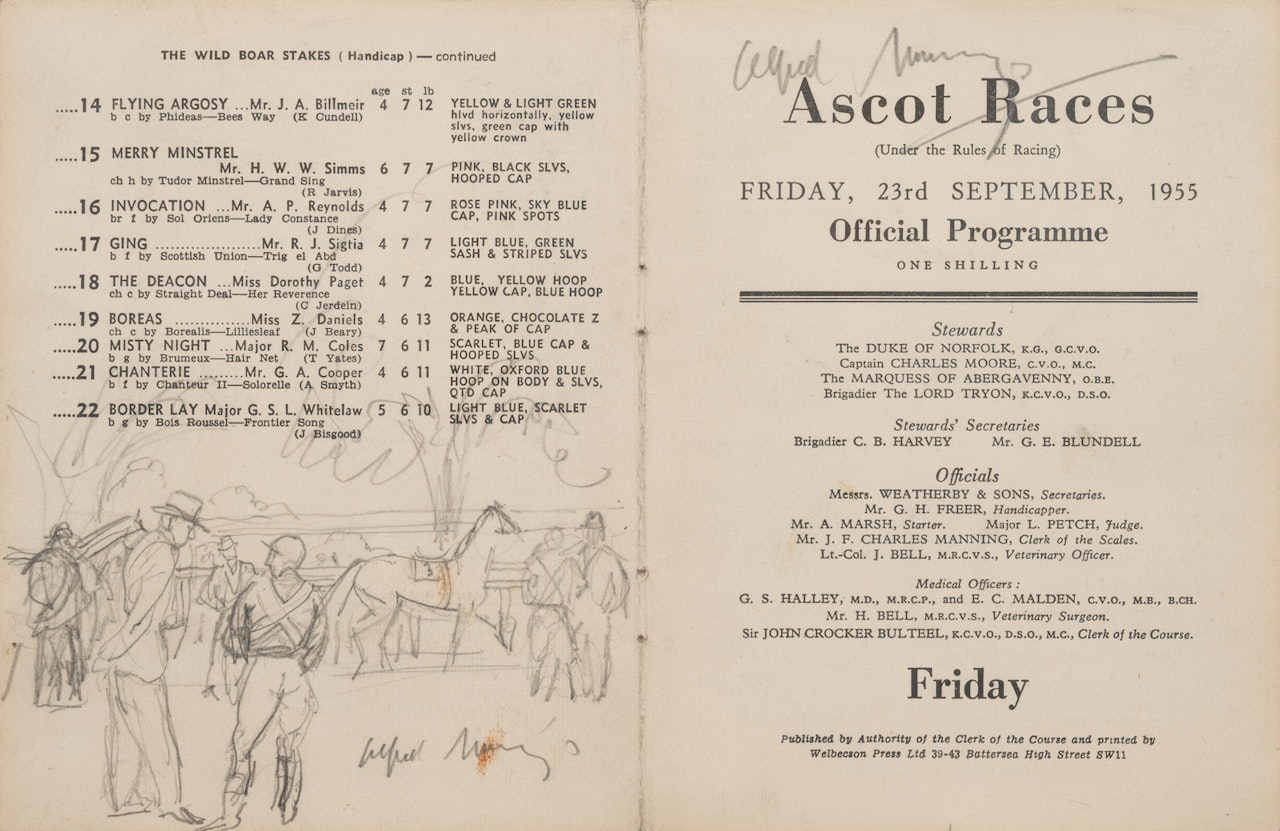 THE WILD BOAR STAKES ( Handicap ) — continued
age st lb
.....14 FLYING ARGOSY ...Mr. J. A. Billmeir 4 7 12 YELLOW & LIGHT GREEN
b c by Phideas—Bees Way (K Cundell) hlvd horizontally, yellow
slvs, green cap with
yellow crown
.....15 MERRY MINSTREL
Mr. H. W. W. Simms 6 7 7 PINK, BLACK SLVS,
ch h by Tudor Minstrel—Grand Sing HOOPED CAP
(R Jarvis)
.....16 INVOCATION ...Mr. A. P. Reynolds 4 7 7 ROSE PINK, SKY BLUE
br f by Sol Oriens—Lady Constance CAP, PINK SPOTS
(J Dines)
.....17 GING .....................Mr. R. J. Sigtia 4 7 7 LIGHT BLUE, GREEN
b f by Scottish Union—Trig el Abd SASH & STRIPED SLVS
(G Todd)
.....18 THE DEACON ...Miss Dorothy Paget 4 7 2 BLUE, YELLOW HOOP
ch c by Straight Deal—Her Reverence YELLOW CAP, BLUE HOOP
(C Jerdein)
.....19 BOREAS ...............Miss Z. Daniels 4 6 13 ORANGE, CHOCOLATE Z
ch c by Borealis—Lilliesleaf (J Beary) & PEAK OF CAP
.....20 MISTY NIGHT ...Major R. M. Coles 7 6 11 SCARLET, BLUE CAP &
b g by Brumeux—Hair Net (T Yates) HOOPED SLVS
.....21 CHANTERIE .........Mr. G. A. Cooper 4 6 11 WHITE, OXFORD BLUE
b f by Chanteur II—Solorelle (A Smyth) HOOP ON BODY & SLVS,
QTD CAP
.....22 BORDER LAY Major G. S. L. Whitelaw 5 6 10 LIGHT BLUE, SCARLET
b g by Bois Roussel—Frontier Song SLVS & CAP
(J Bisgood)
3
Alfred Munnings
Alfred Munnings
Ascot Races
(Under the Rules of Racing)
FRIDAY, 23rd SEPTEMBER, 1955
Official Programme
ONE SHILLING
Stewards
The DUKE OF NORFOLK, K.G., G.C.V.O.
Captain CHARLES MOORE, C.V.O., M.C.
The MARQUESS OF ABERGAVENNY, O.B.E.
Brigadier The LORD TRYON, K.C.V.O., D.S.O.
Stewards' Secretaries
Brigadier C. B. HARVEY Mr. G. E. BLUNDELL
Officials
Messrs. WEATHERBY & SONS, Secretaries.
Mr. G. H. FREER, Handicapper.
Mr. A. MARSH, Starter. Major L. PETCH, Judge.
Mr. J. F. CHARLES MANNING, Clerk of the Scales.
Lt.-Col. J. BELL, M.R.C.V.S., Veterinary Officer.
Medical Officers :
G. S. HALLEY, M.D., M.R.C.P., and E. C. MALDEN, C.V.O., M.B., B.CH.
Mr. H. BELL, M.R.C.V.S., Veterinary Surgeon.
Sir JOHN CROCKER BULTEEL, K.C.V.O., D.S.O., M.C., Clerk of the Course.
Friday
Published by Authority of the Clerk of the Course and printed by
Welbecson Press Ltd 39-43 Battersea High Street SW11